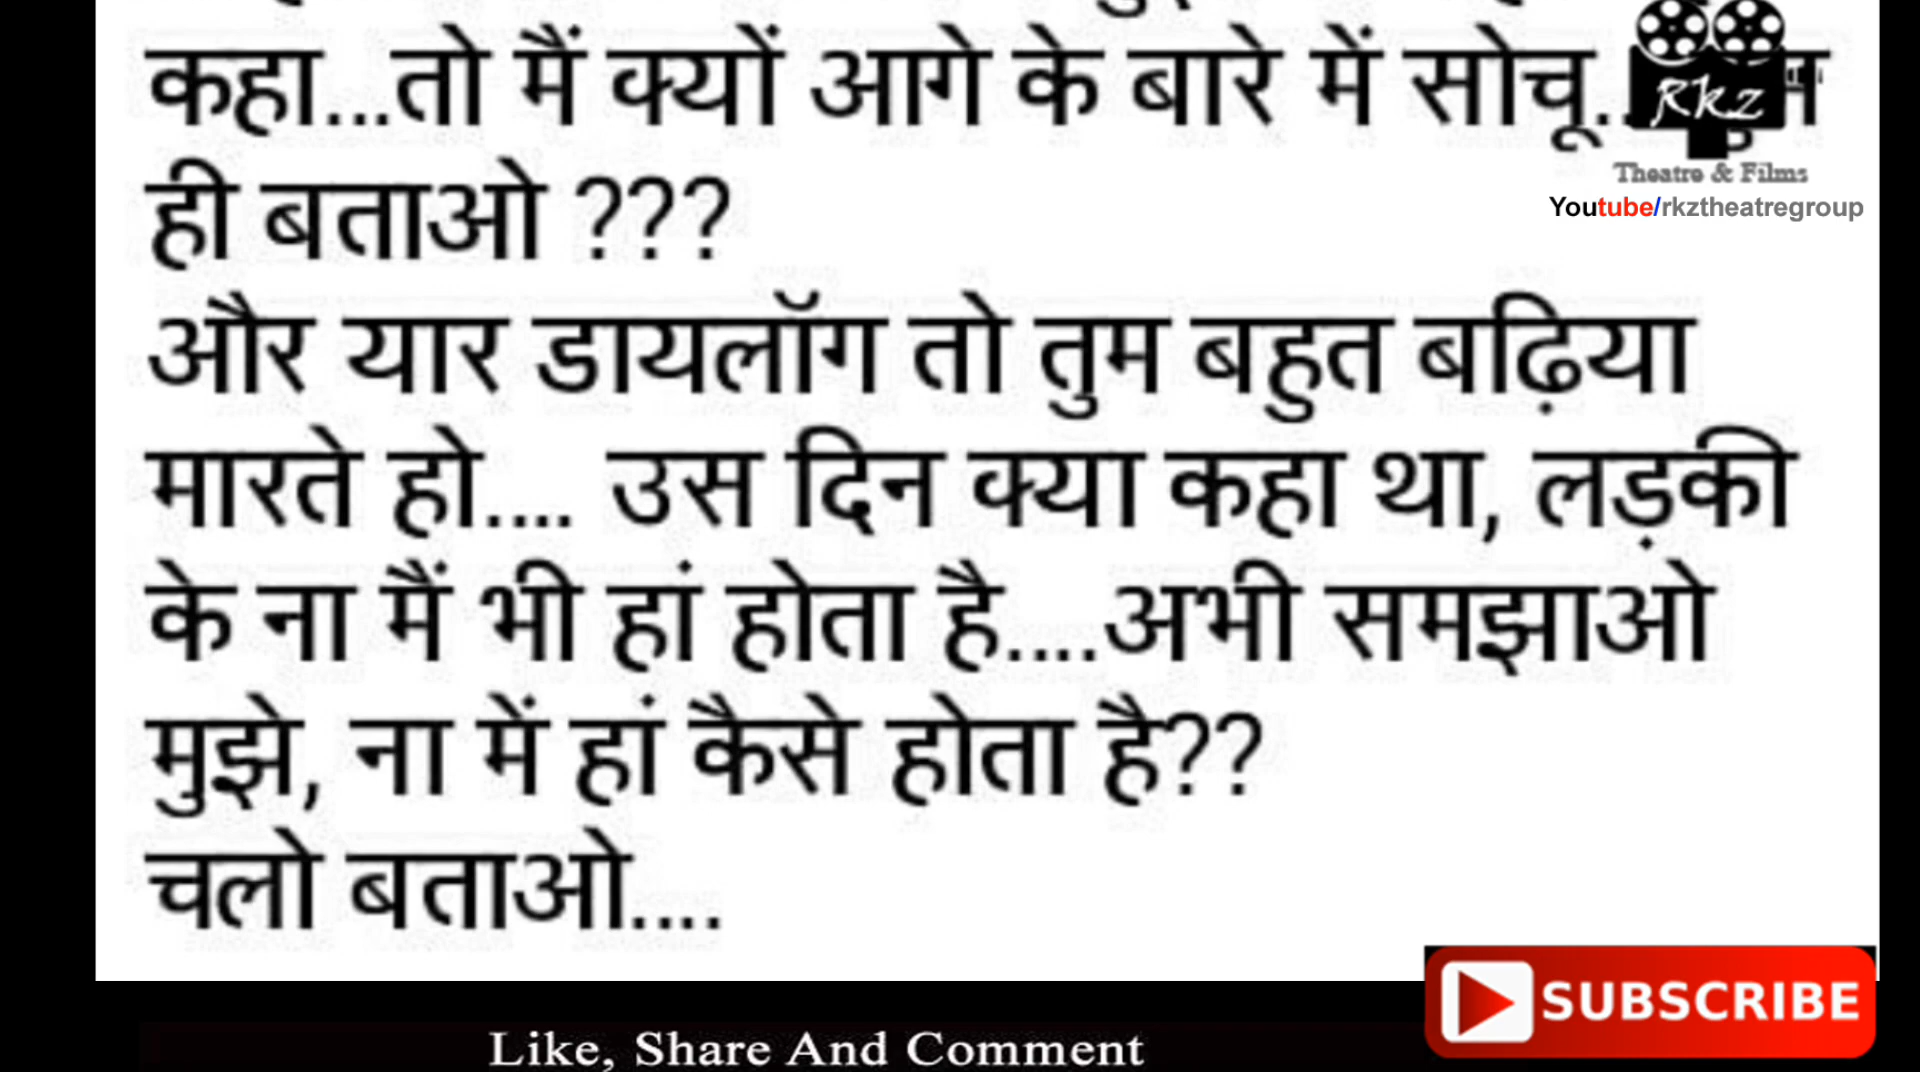 कहा...तो मैं क्यों आगे के बारे में सोचू..
Rkz
Theatre & Films
Youtube/rkztheatregroup
ही बताओ ???
और यार डायलॉग तो तुम बहुत बढ़िया
मारते हो.... उस दिन क्या कहा था, लड़की
के ना मैं भी हां होता है....अभी समझाओ
मुझे, ना में हां कैसे होता है??
चलो बताओ....
SUBSCRIBE
Like, Share And Comment